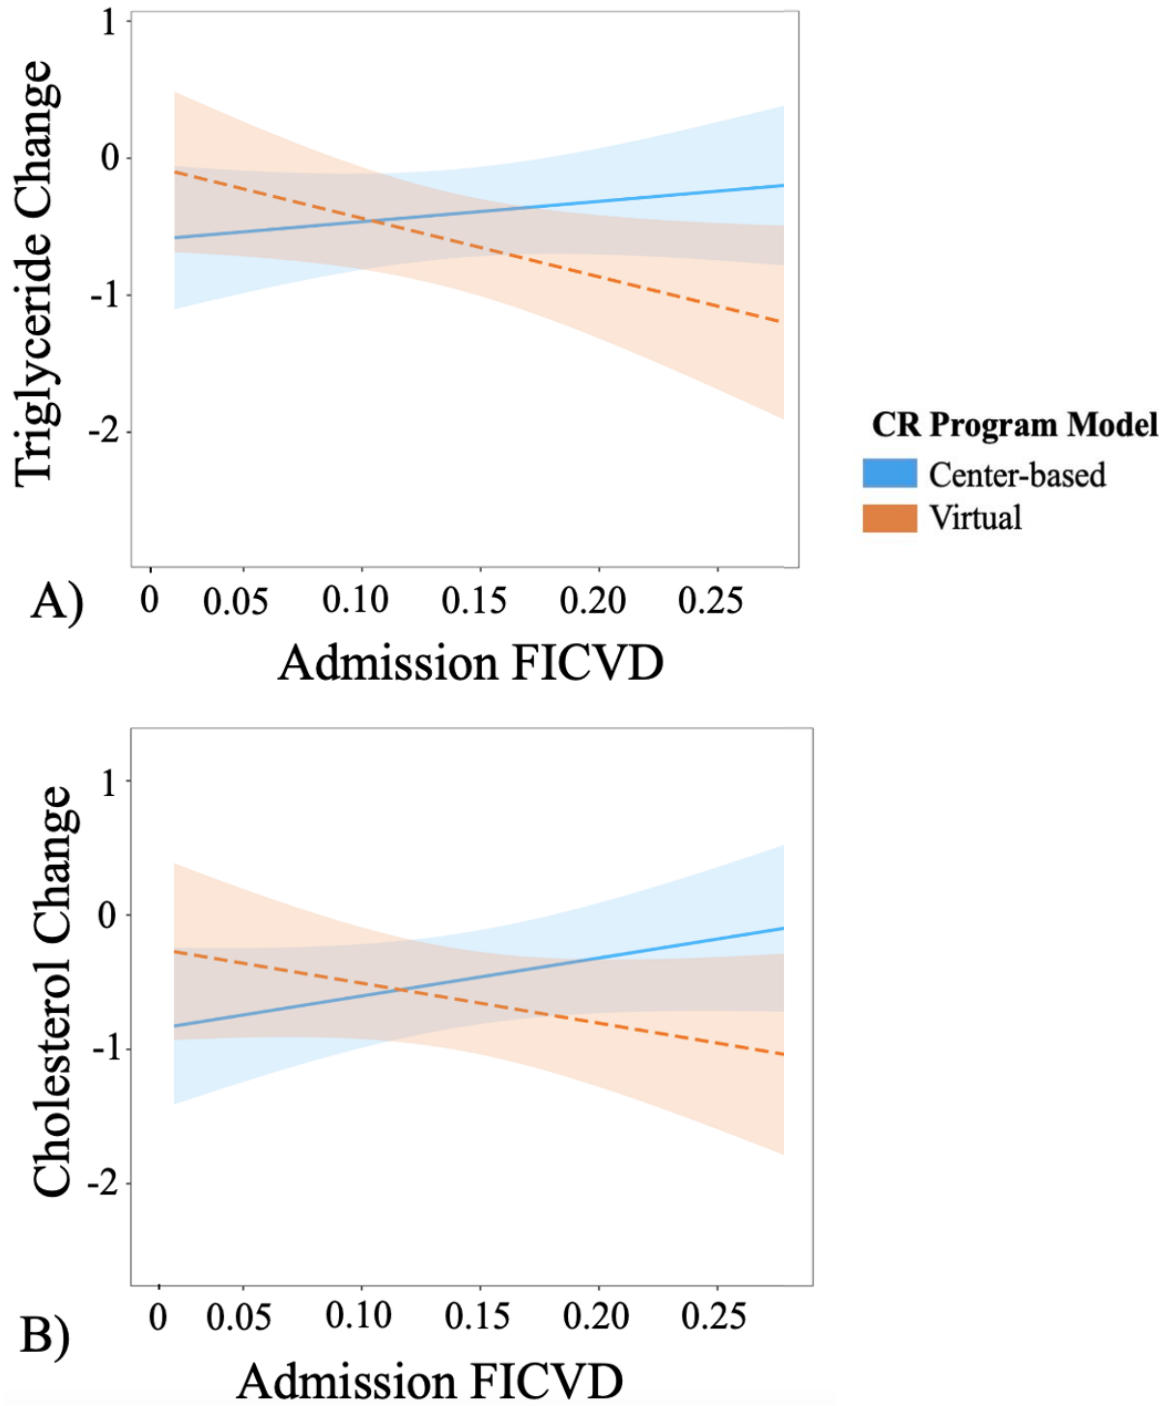 1
0
-1
-2
Triglyceride Change
0 0.05 0.10 0.15 0.20 0.25
A)
Admission FICVD
CR Program Model
Center-based
Virtual
1
0
-1
-2
Cholesterol Change
0 0.05 0.10 0.15 0.20 0.25
B)
Admission FICVD